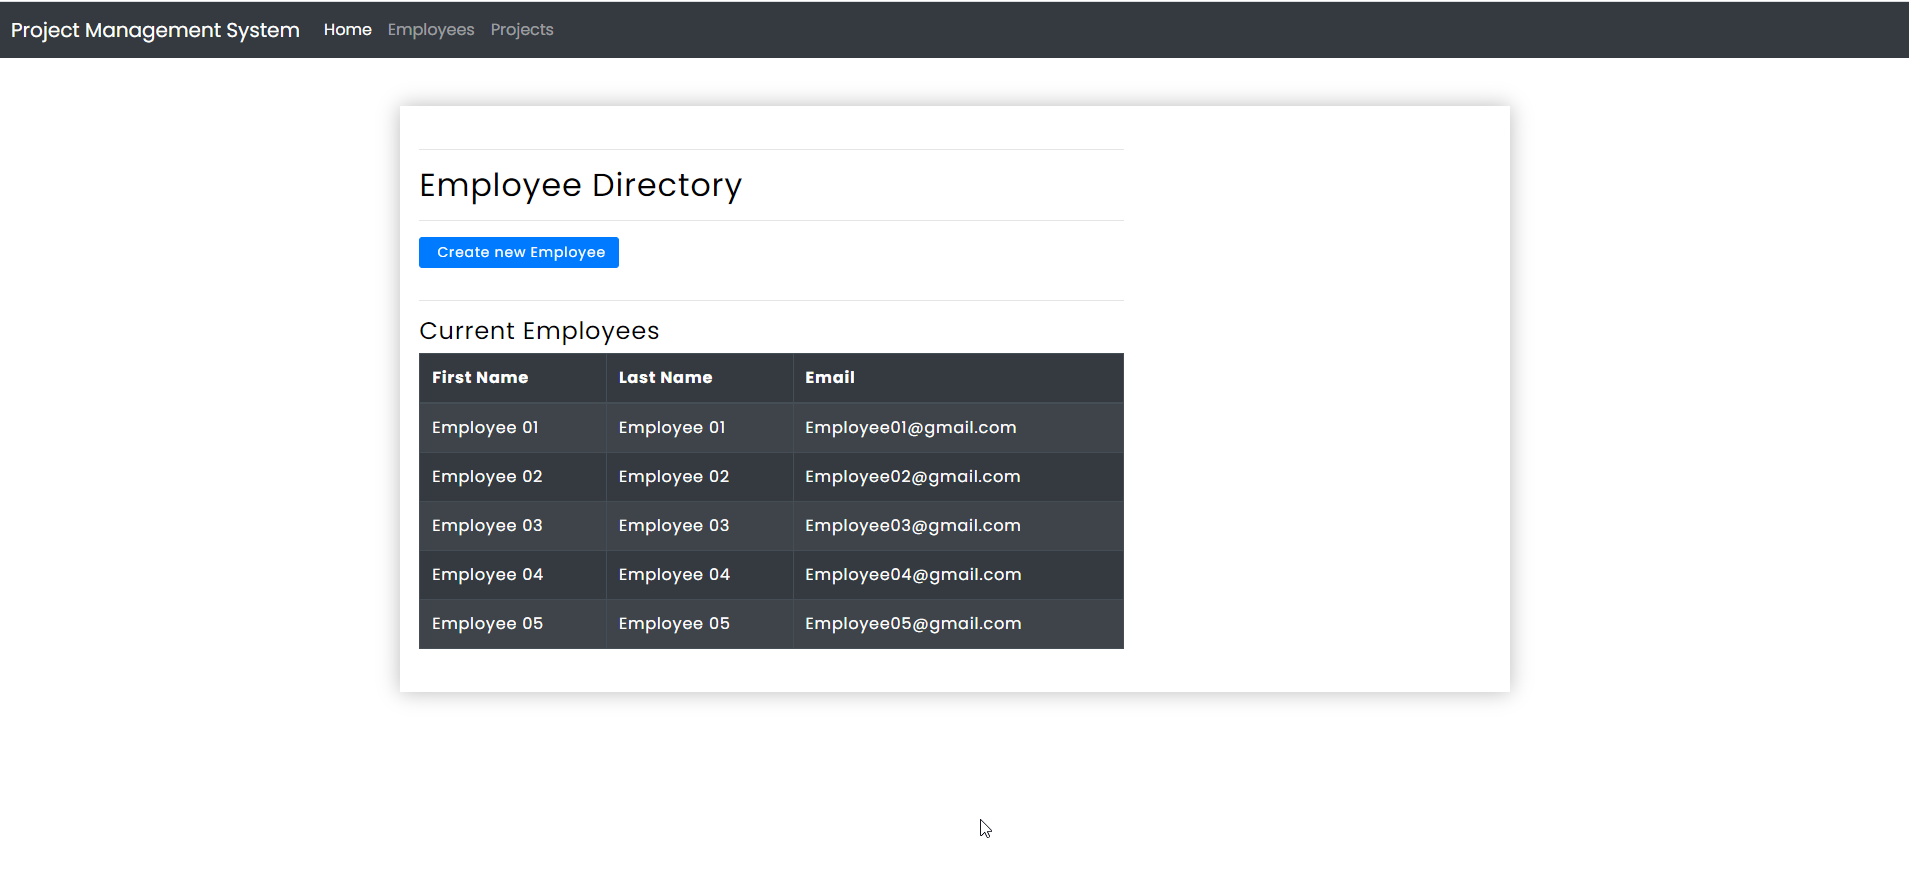 Project Management System Home Employees Projects
Employee Directory
Create new Employee
Current Employees
First Name Last Name Email
Employee 01 Employee 01 Employee01@gmail.com
Employee 02 Employee 02 Employee02@gmail.com
Employee 03 Employee 03 Employee03@gmail.com
Employee 04 Employee 04 Employee04@gmail.com
Employee 05 Employee 05 Employee05@gmail.com